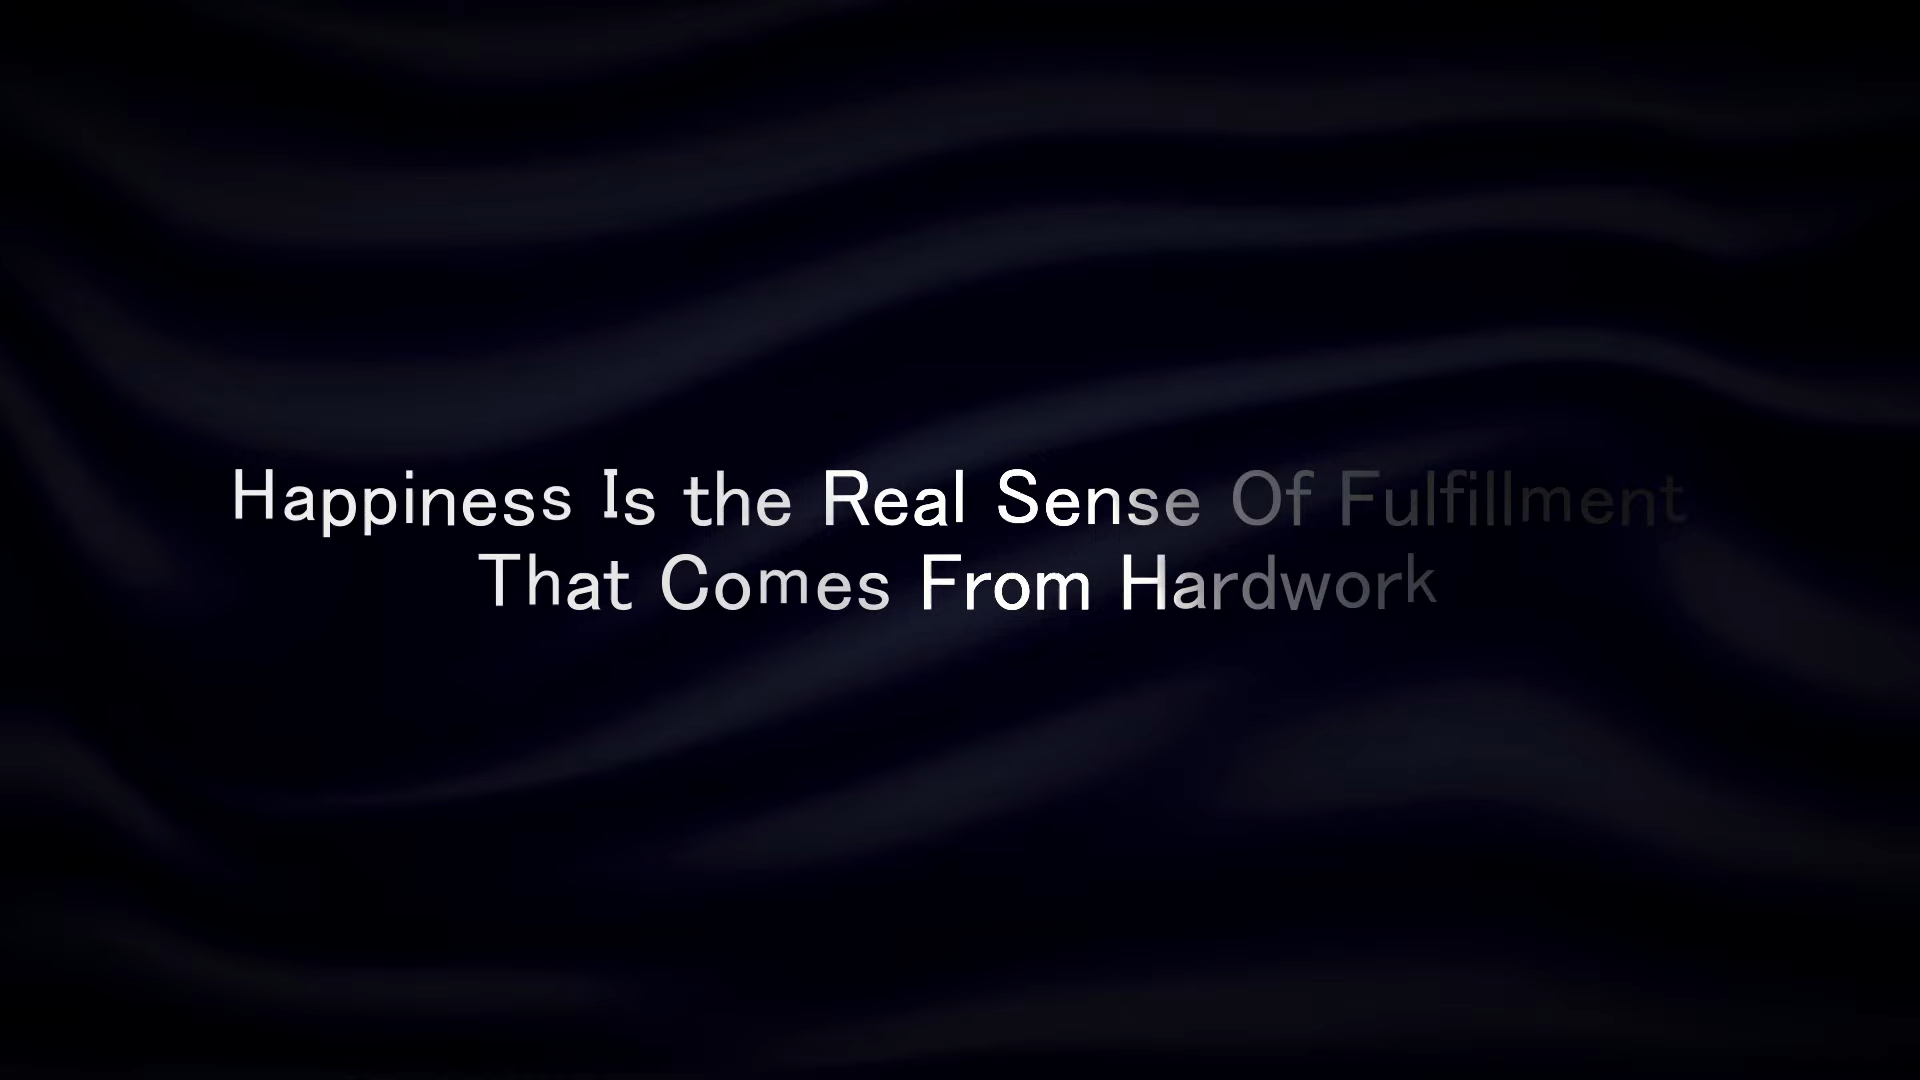 Happiness Is the Real Sense Of Fulfillment
That Comes From Hardwork